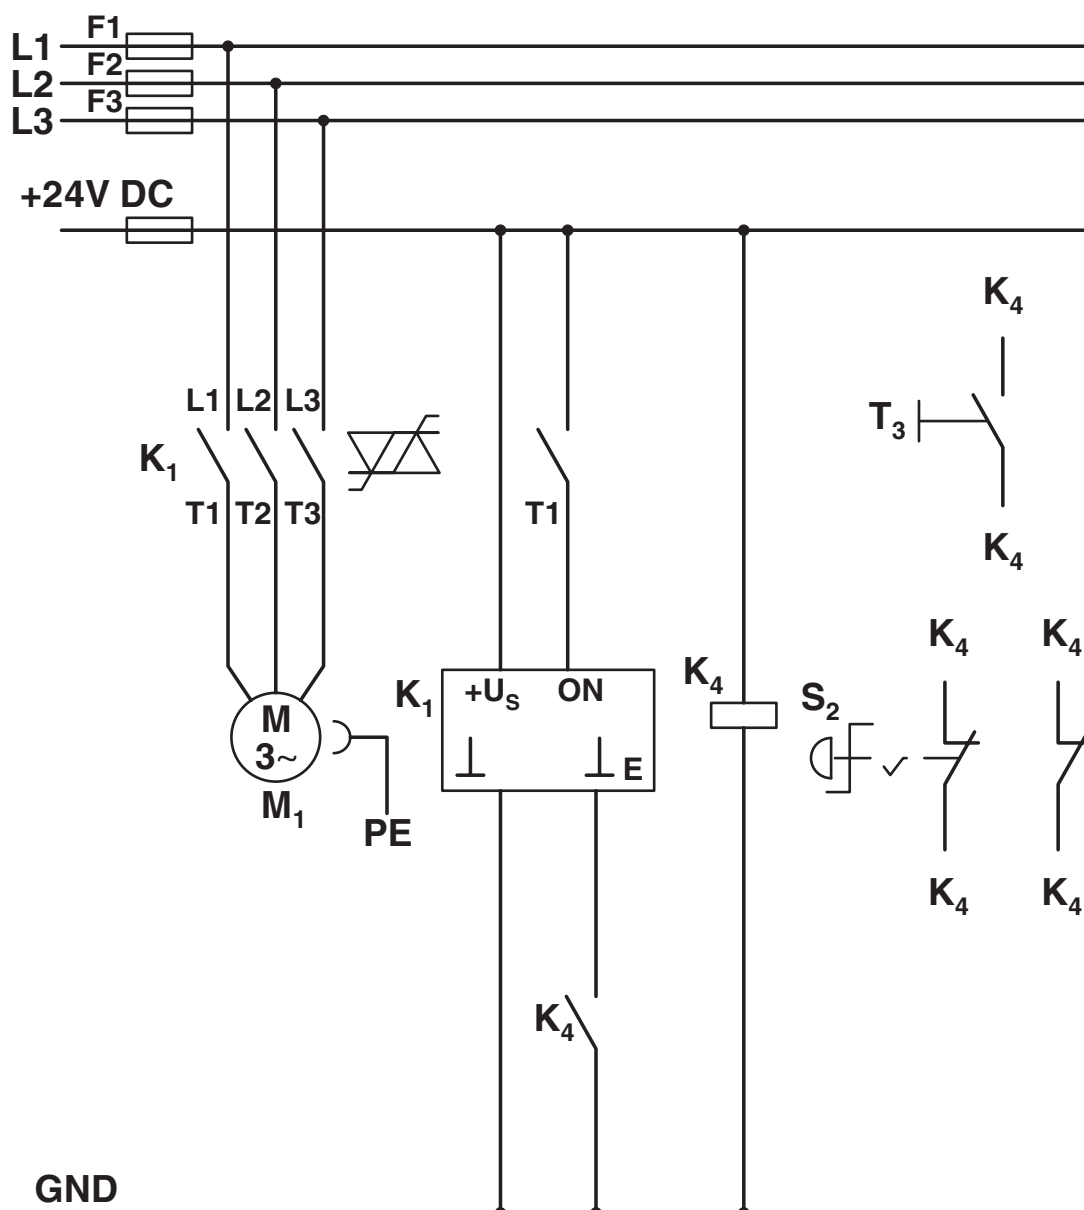 F1
L1
F2
L2
F3
L3
+24V DC
K4
L1 L2 L3
T3
K1
T1 T2 T3
T1
K4
K4 K4
K4
K1 +US ON
S2
M
3~
E
M1
PE
K4 K4
K4
GND